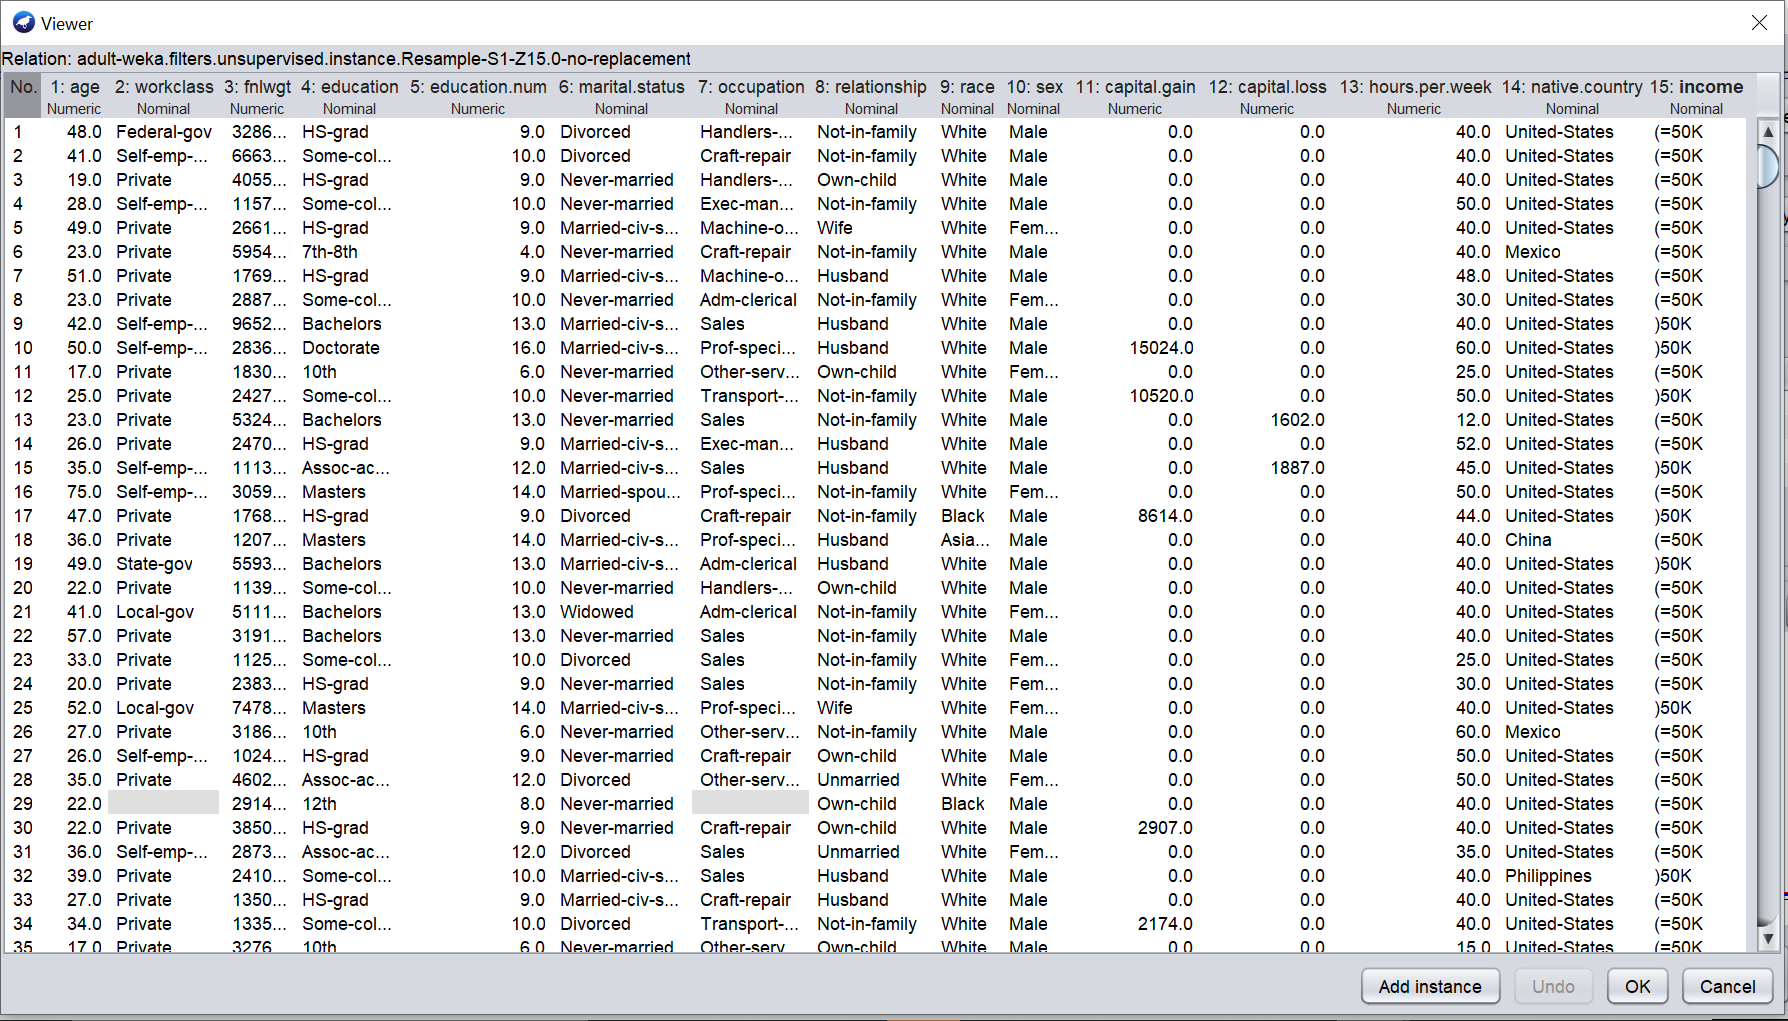 Viewer
Relation: adult-weka.filters.unsupervised.instance.Resample-S1-Z15.0-no-replacement
No. 1: age 2: workclass 3: fnlwgt 4: education 5: education.num 6: marital.status 7: occupation 8: relationship 9: race 10: sex 11: capital.gain 12: capital.loss 13: hours.per.week 14: native.country 15: income
Numeric Nominal Numeric Nominal Numeric Nominal Nominal Nominal Nominal Nominal Numeric Numeric Numeric Nominal Nominal
1 48.0 Federal-gov 3286... HS-grad 9.0 Divorced Handlers-... Not-in-family White Male 0.0 0.0 40.0 United-States (=50K
2 41.0 Self-emp-... 6663... Some-col... 10.0 Divorced Craft-repair Not-in-family White Male 0.0 0.0 40.0 United-States (=50K
3 19.0 Private 4055... HS-grad 9.0 Never-married Handlers-... Own-child White Male 0.0 0.0 40.0 United-States (=50K
4 28.0 Self-emp-... 1157... Some-col... 10.0 Never-married Exec-man... Not-in-family White Male 0.0 0.0 50.0 United-States (=50K
5 49.0 Private 2661... HS-grad 9.0 Married-civ-s... Machine-o... Wife White Fem... 0.0 0.0 40.0 United-States (=50K
6 23.0 Private 5954... 7th-8th 4.0 Never-married Craft-repair Not-in-family White Male 0.0 0.0 40.0 Mexico (=50K
7 51.0 Private 1769... HS-grad 9.0 Married-civ-s... Machine-o... Husband White Male 0.0 0.0 48.0 United-States (=50K
8 23.0 Private 2887... Some-col... 10.0 Never-married Adm-clerical Not-in-family White Fem... 0.0 0.0 30.0 United-States (=50K
9 42.0 Self-emp-... 9652... Bachelors 13.0 Married-civ-s... Sales Husband White Male 0.0 0.0 40.0 United-States )50K
10 50.0 Self-emp-... 2836... Doctorate 16.0 Married-civ-s... Prof-speci... Husband White Male 15024.0 0.0 60.0 United-States )50K
11 17.0 Private 1830... 10th 6.0 Never-married Other-serv... Own-child White Fem... 0.0 0.0 25.0 United-States (=50K
12 25.0 Private 2427... Some-col... 10.0 Never-married Transport-... Not-in-family White Male 10520.0 0.0 50.0 United-States )50K
13 23.0 Private 5324... Bachelors 13.0 Never-married Sales Not-in-family White Male 0.0 1602.0 12.0 United-States (=50K
14 26.0 Private 2470... HS-grad 9.0 Married-civ-s... Exec-man... Husband White Male 0.0 0.0 52.0 United-States (=50K
15 35.0 Self-emp-... 1113... Assoc-ac... 12.0 Married-civ-s... Sales Husband White Male 0.0 1887.0 45.0 United-States )50K
16 75.0 Self-emp-... 3059... Masters 14.0 Married-spou... Prof-speci... Not-in-family White Fem... 0.0 0.0 50.0 United-States (=50K
17 47.0 Private 1768... HS-grad 9.0 Divorced Craft-repair Not-in-family Black Male 8614.0 0.0 44.0 United-States )50K
18 36.0 Private 1207... Masters 14.0 Married-civ-s... Prof-speci... Husband Asia... Male 0.0 0.0 40.0 China (=50K
19 49.0 State-gov 5593... Bachelors 13.0 Married-civ-s... Adm-clerical Husband White Male 0.0 0.0 40.0 United-States )50K
20 22.0 Private 1139... Some-col... 10.0 Never-married Handlers-... Own-child White Male 0.0 0.0 40.0 United-States (=50K
21 41.0 Local-gov 5111... Bachelors 13.0 Widowed Adm-clerical Not-in-family White Fem... 0.0 0.0 40.0 United-States (=50K
22 57.0 Private 3191... Bachelors 13.0 Never-married Sales Not-in-family White Male 0.0 0.0 40.0 United-States (=50K
23 33.0 Private 1125... Some-col... 10.0 Divorced Sales Not-in-family White Fem... 0.0 0.0 25.0 United-States (=50K
24 20.0 Private 2383... HS-grad 9.0 Never-married Sales Not-in-family White Fem... 0.0 0.0 30.0 United-States (=50K
25 52.0 Local-gov 7478... Masters 14.0 Married-civ-s... Prof-speci... Wife White Fem... 0.0 0.0 40.0 United-States )50K
26 27.0 Private 3186... 10th 6.0 Never-married Other-serv... Not-in-family White Male 0.0 0.0 60.0 Mexico (=50K
27 26.0 Self-emp-... 1024... HS-grad 9.0 Never-married Craft-repair Own-child White Male 0.0 0.0 50.0 United-States (=50K
28 35.0 Private 4602... Assoc-ac... 12.0 Divorced Other-serv... Unmarried White Fem... 0.0 0.0 50.0 United-States (=50K
29 22.0 2914... 12th 8.0 Never-married Own-child Black Male 0.0 0.0 40.0 United-States (=50K
30 22.0 Private 3850... HS-grad 9.0 Never-married Craft-repair Own-child White Male 2907.0 0.0 40.0 United-States (=50K
31 36.0 Self-emp-... 2873... Assoc-ac... 12.0 Divorced Sales Unmarried White Fem... 0.0 0.0 35.0 United-States (=50K
32 39.0 Private 2410... Some-col... 10.0 Married-civ-s... Sales Husband White Male 0.0 0.0 40.0 Philippines )50K
33 27.0 Private 1350... HS-grad 9.0 Married-civ-s... Craft-repair Husband White Male 0.0 0.0 40.0 United-States (=50K
34 34.0 Private 1335... Some-col... 10.0 Divorced Transport-... Not-in-family White Male 2174.0 0.0 40.0 United-States (=50K
35 17.0 Private 3276 10th 6.0 Never-married Other-serv Own-child White Male 0.0 0.0 15.0 United-States (=50K
Add instance Undo OK Cancel